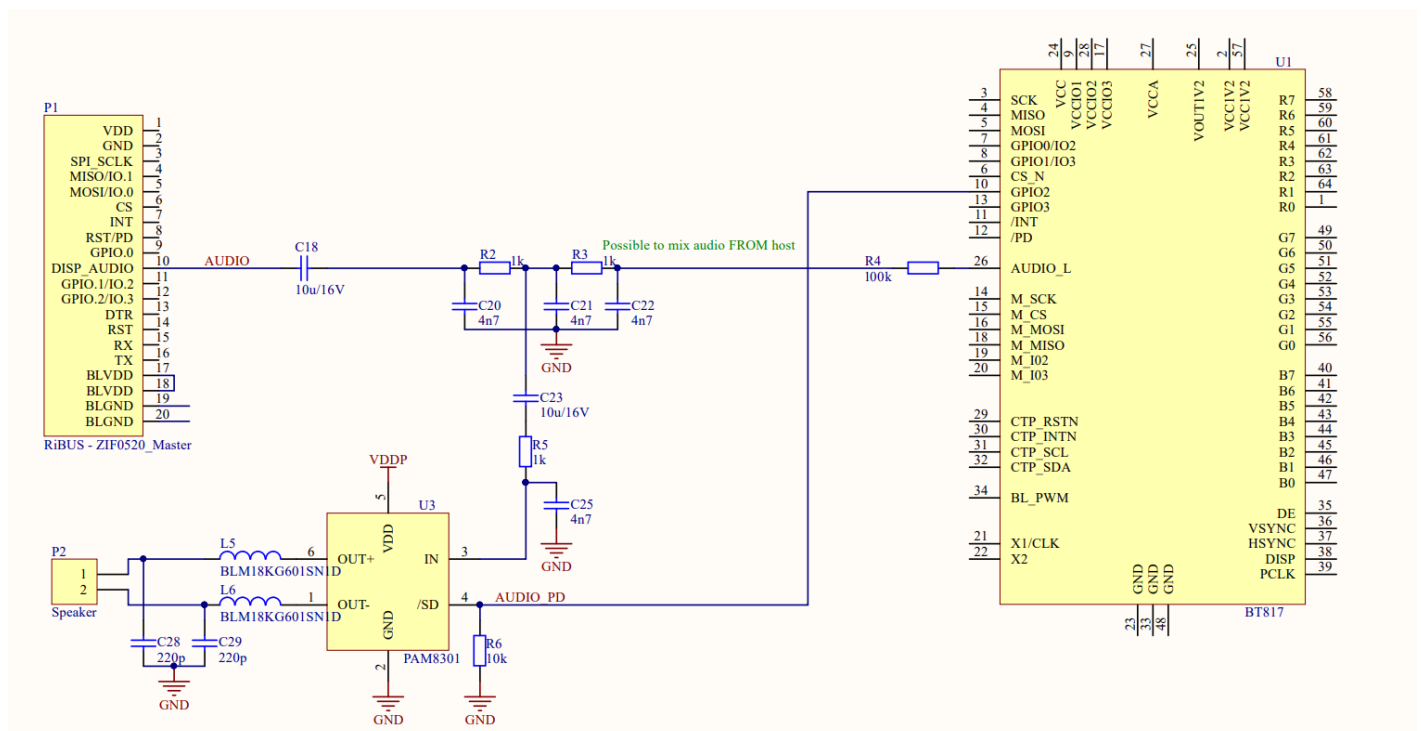 P1
VDD 1
GND 2
SPI_SCLK 3
MISO/IO.1 4
MOSI/IO.0 5
CS 6
INT 7
RST/PD 8
GPIO.0 9
DISP_AUDIO 10
GPIO.1/IO.2 11
GPIO.2/IO.3 12
DTR 13
RST 14
RX 15
TX 16
BLVDD 17
BLVDD 18
BLGND 19
BLGND 20
RiBUS - ZIF0520_Master
AUDIO
C18
10u/16V
R2
1k
R3
1k
Possible to mix audio FROM host
R4
100k
C20
4n7
C21
4n7
C22
4n7
GND
C23
10u/16V
R5
1k
C25
4n7
GND
VDDP
5
U3
VDD
6 OUT+
IN 3
1 OUT-
/SD 4
GND
2
PAM8301
GND
AUDIO_PD
R6
10k
GND
L5
BLM18KG601SN1D
L6
BLM18KG601SN1D
P2
1
2
Speaker
C28
220p
C29
220p
GND
U1
24 VCC
9 VCCIO1
28 VCCIO2
17 VCCIO3
27 VCCA
25 VOUT1V2
2 VCC1V2
57 VCC1V2
3 SCK
4 MISO
5 MOSI
7 GPIO0/IO2
8 GPIO1/IO3
6 CS_N
10 GPIO2
13 GPIO3
11 /INT
12 /PD
26 AUDIO_L
14 M_SCK
15 M_CS
16 M_MOSI
18 M_MISO
19 M_I02
20 M_I03
29 CTP_RSTN
30 CTP_INTN
31 CTP_SCL
32 CTP_SDA
34 BL_PWM
21 X1/CLK
22 X2
R7 58
R6 59
R5 60
R4 61
R3 62
R2 63
R1 64
R0 1
G7 49
G6 50
G5 51
G4 52
G3 53
G2 54
G1 55
G0 56
B7 40
B6 41
B5 42
B4 43
B3 44
B2 45
B1 46
B0 47
DE 35
VSYNC 36
HSYNC 37
DISP 38
PCLK 39
GND 23
GND 33
GND 48
BT817